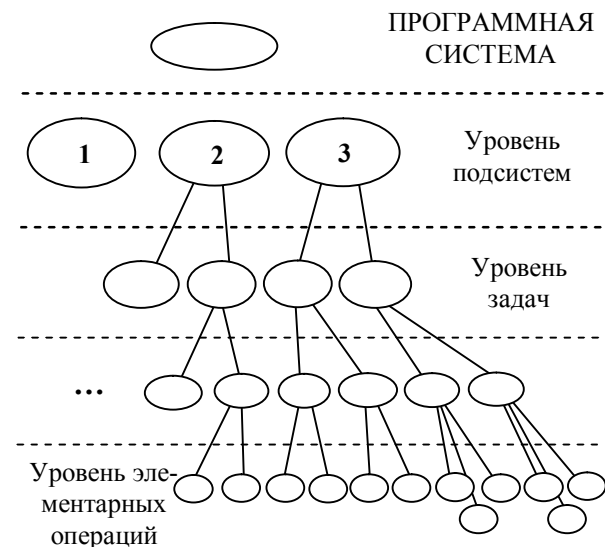 ПРОГРАММНАЯ
СИСТЕМА
1
2
3
Уровень
подсистем
Уровень
задач
...
Уровень эле-
ментарных
операций